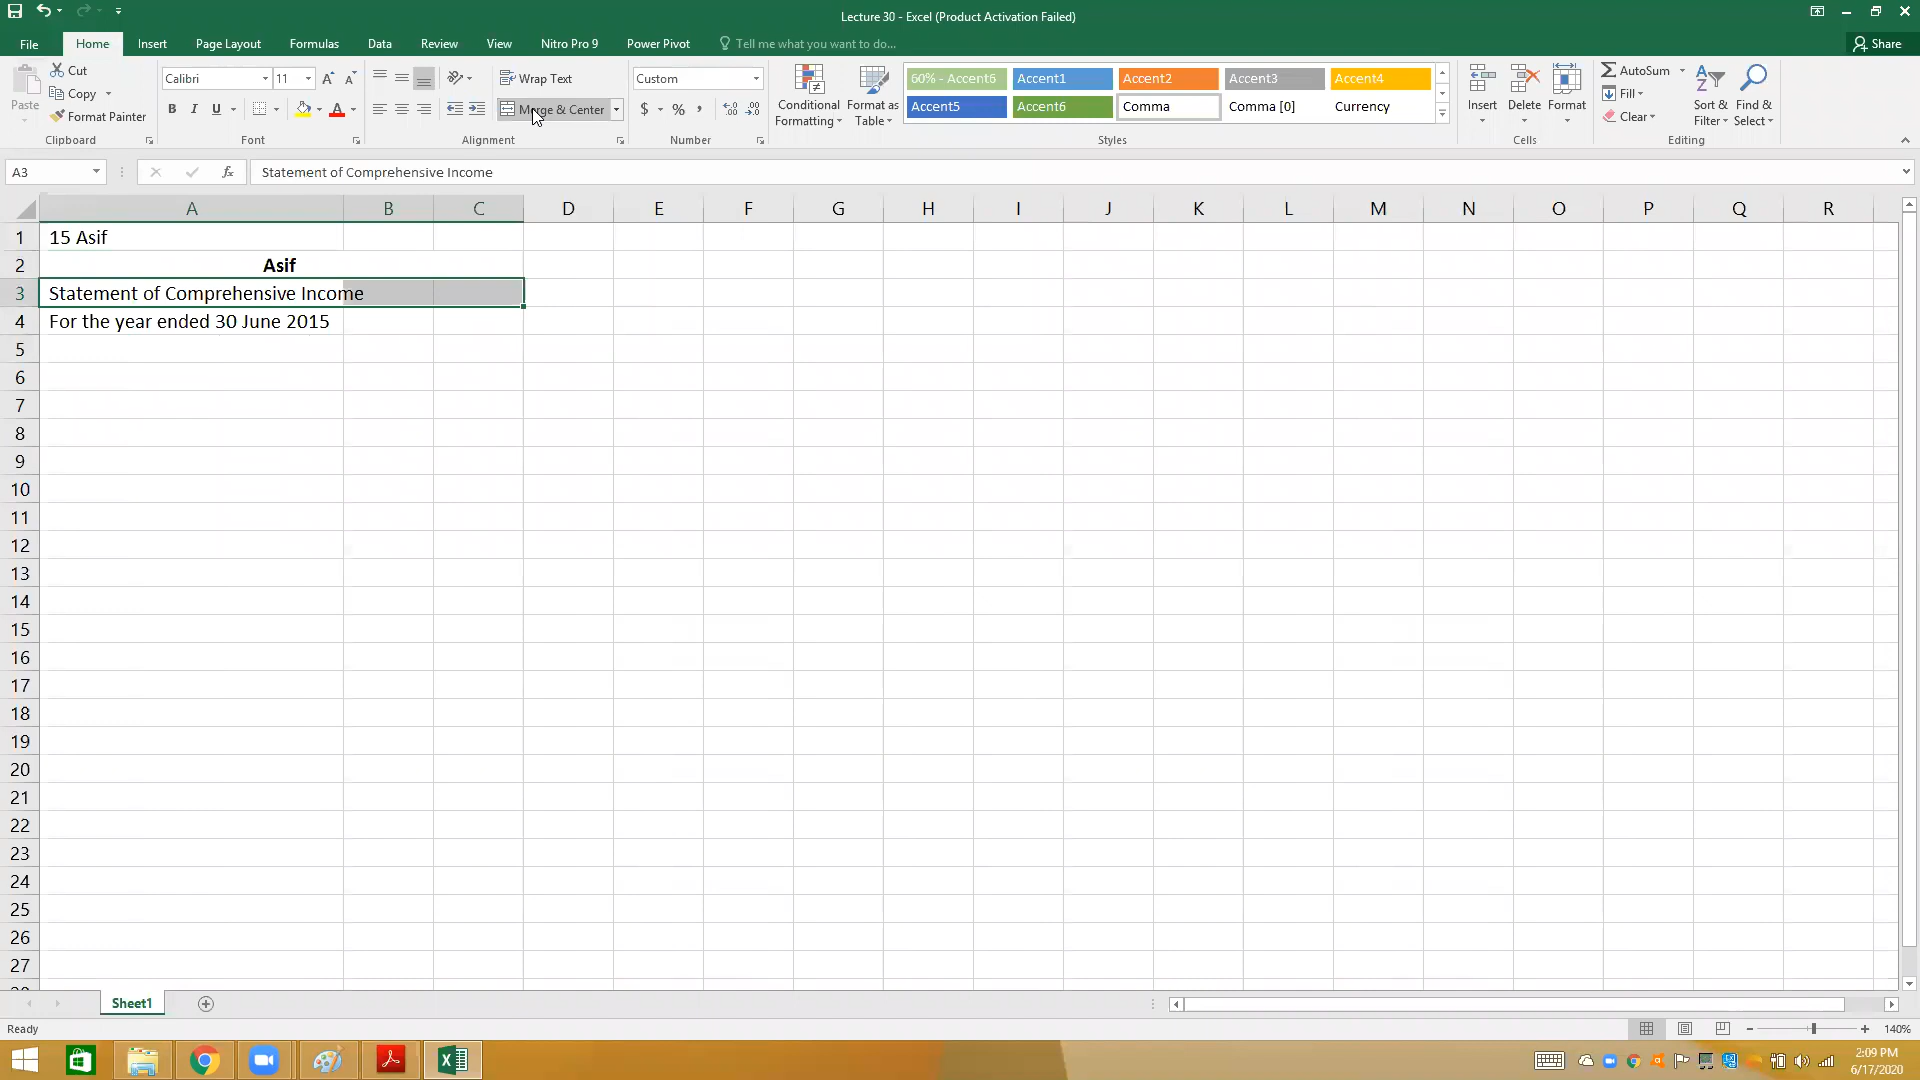 Lecture 30 - Excel (Product Activation Failed)
File Home Insert Page Layout Formulas Data Review View Nitro Pro 9 Power Pivot Tell me what you want to do... Share
Paste Cut Calibri 11 Wrap Text Custom 60% - Accent6 Accent1 Accent2 Accent3 Accent4 AutoSum
Copy Format Painter B I U Merge & Center $ % , Accent5 Accent6 Comma Comma [0] Currency
Conditional Formatting Format as Table Insert Delete Format Fill Clear Sort & Filter Find & Select
Clipboard Font Alignment Number Styles Cells Editing
A3 fx Statement of Comprehensive Income
A B C D E F G H I J K L M N O P Q R
1 15 Asif
2 Asif
3 Statement of Comprehensive Income
4 For the year ended 30 June 2015
5
6
7
8
9
10
11
12
13
14
15
16
17
18
19
20
21
22
23
24
25
26
27
Sheet1
Ready 140%
2:09 PM
6/17/2020